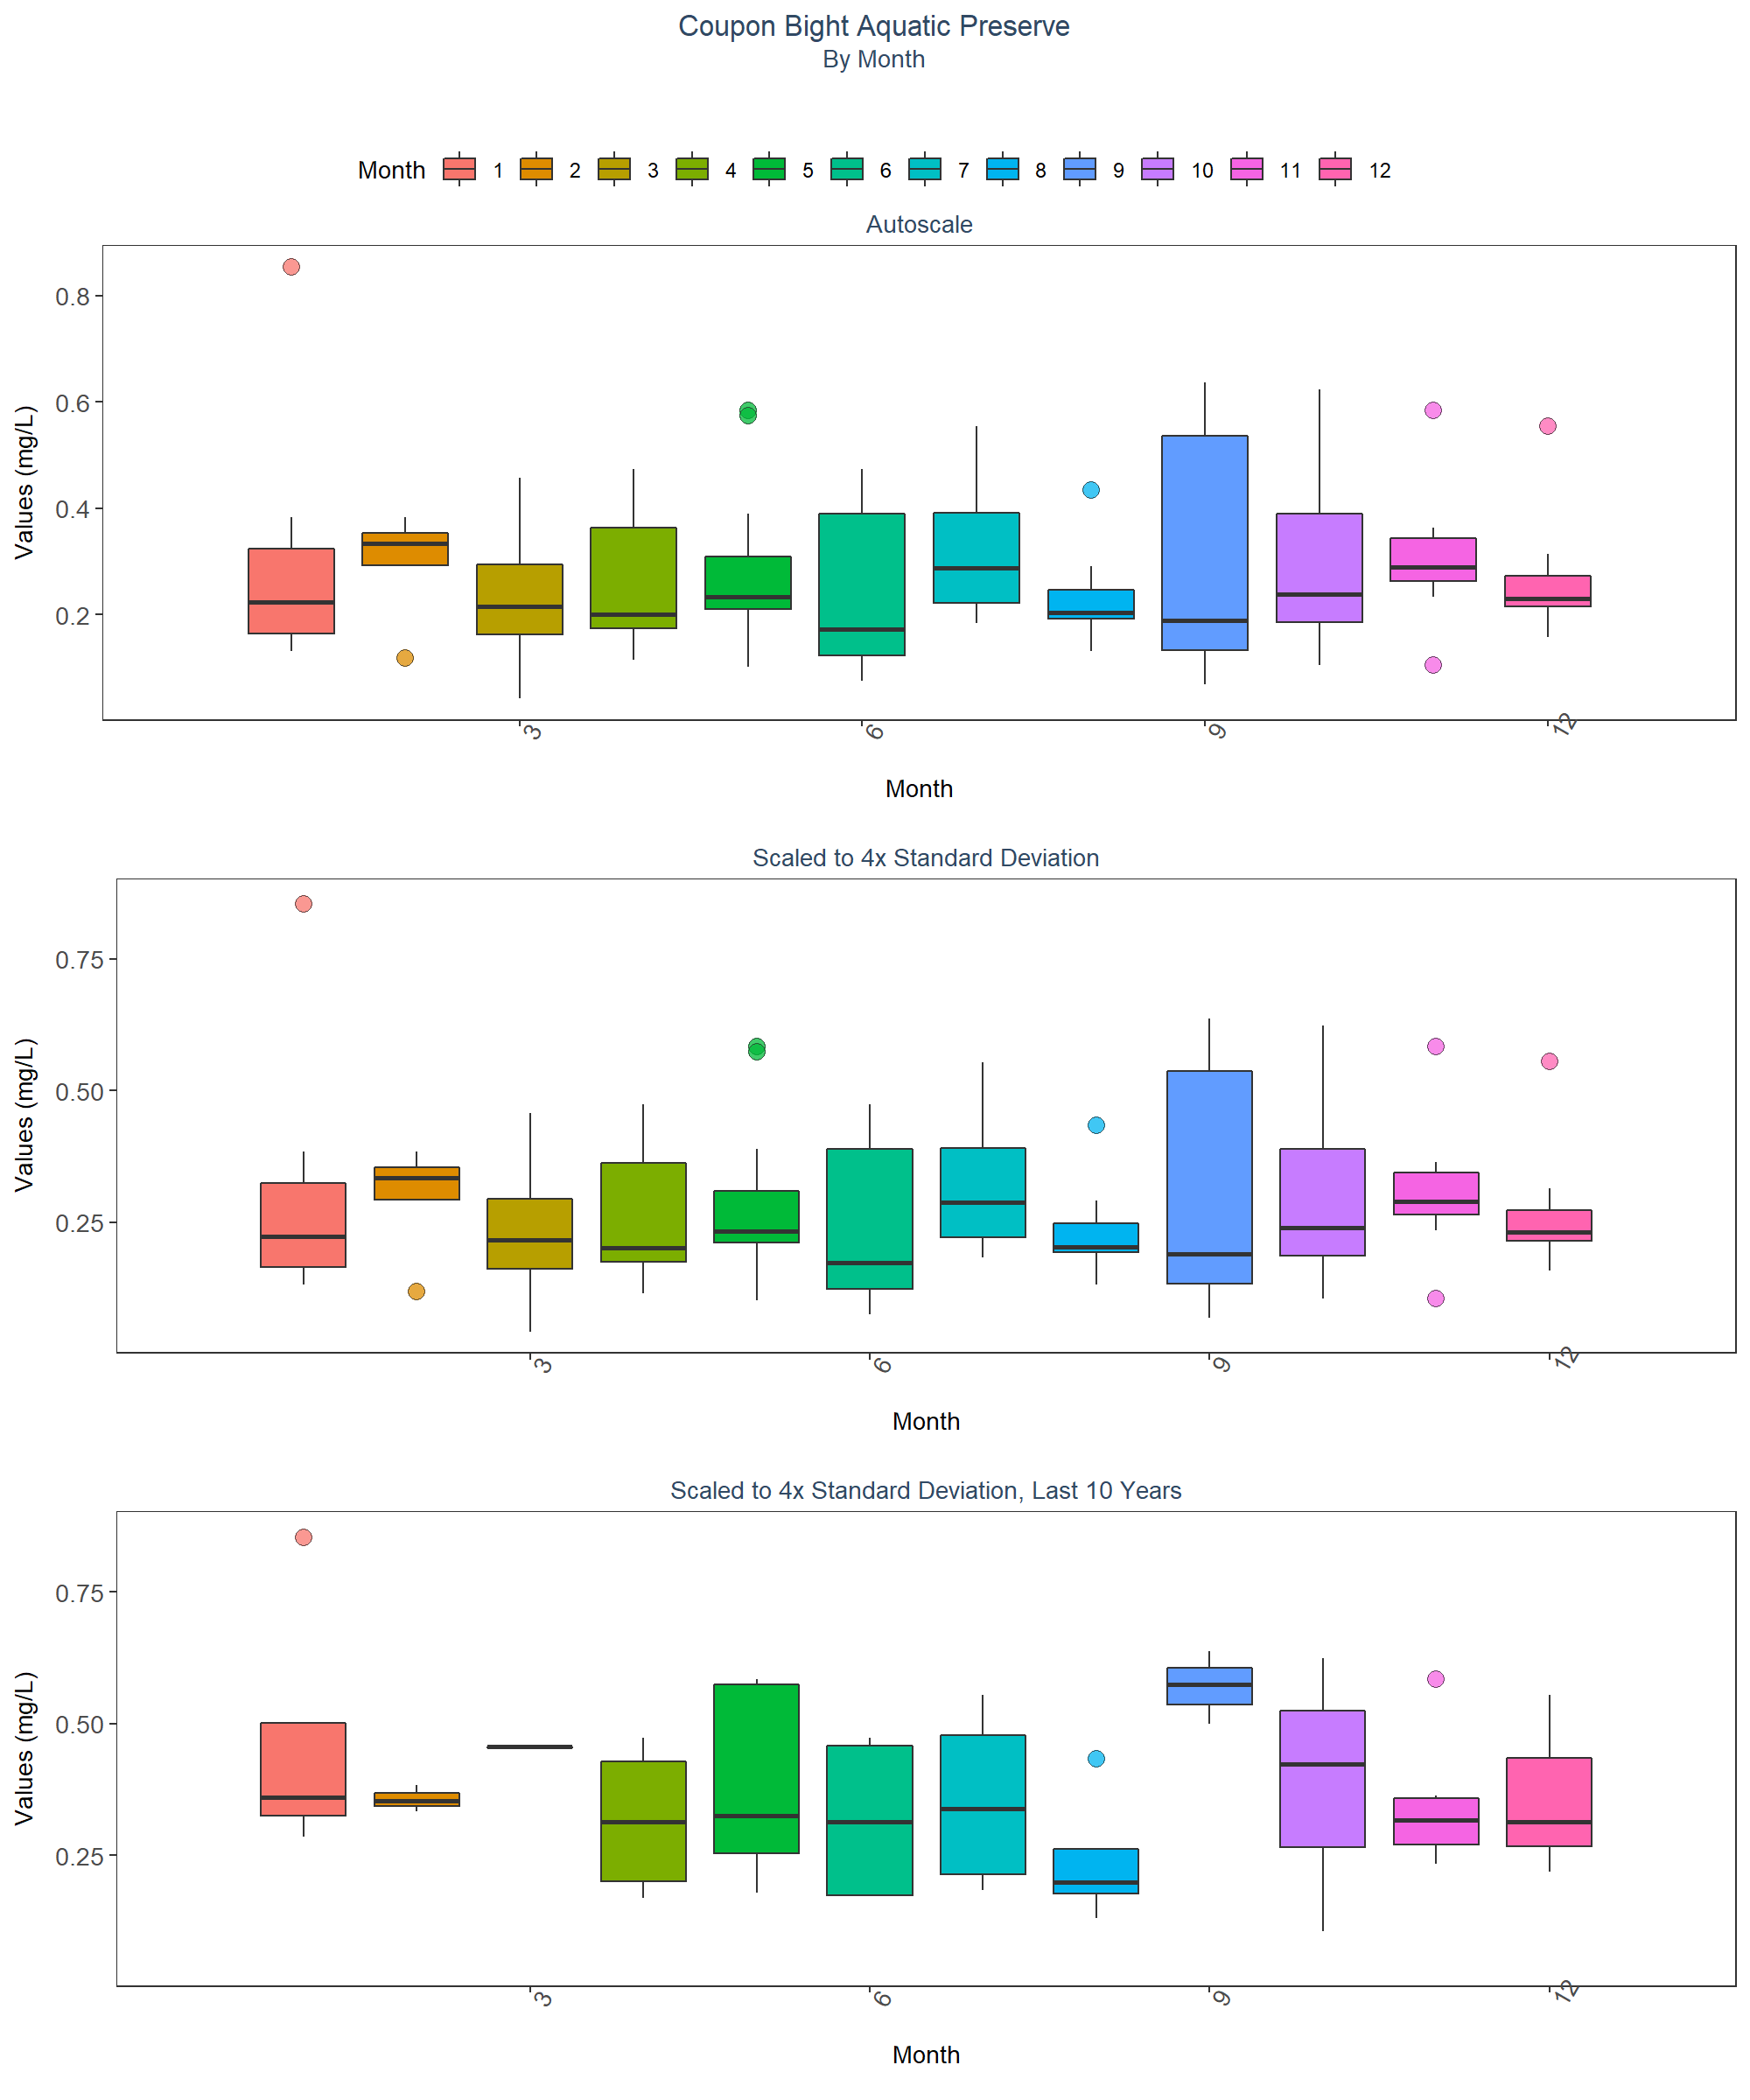 Coupon Bight Aquatic Preserve
By Month
Month 1 2 3 4 5 6 7 8 9 10 11 12
Autoscale
Values (mg/L)
0.8
0.6
0.4
0.2
3 6 9 12
Month
Scaled to 4x Standard Deviation
Values (mg/L)
0.75
0.50
0.25
3 6 9 12
Month
Scaled to 4x Standard Deviation, Last 10 Years
Values (mg/L)
0.75
0.50
0.25
3 6 9 12
Month